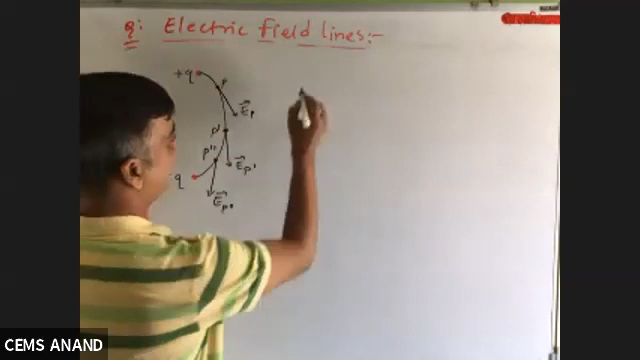 Q: Electric field lines:-
+q P
E⃗P
P'
P'' E⃗P'
-q
E⃗P''
CEMS ANAND